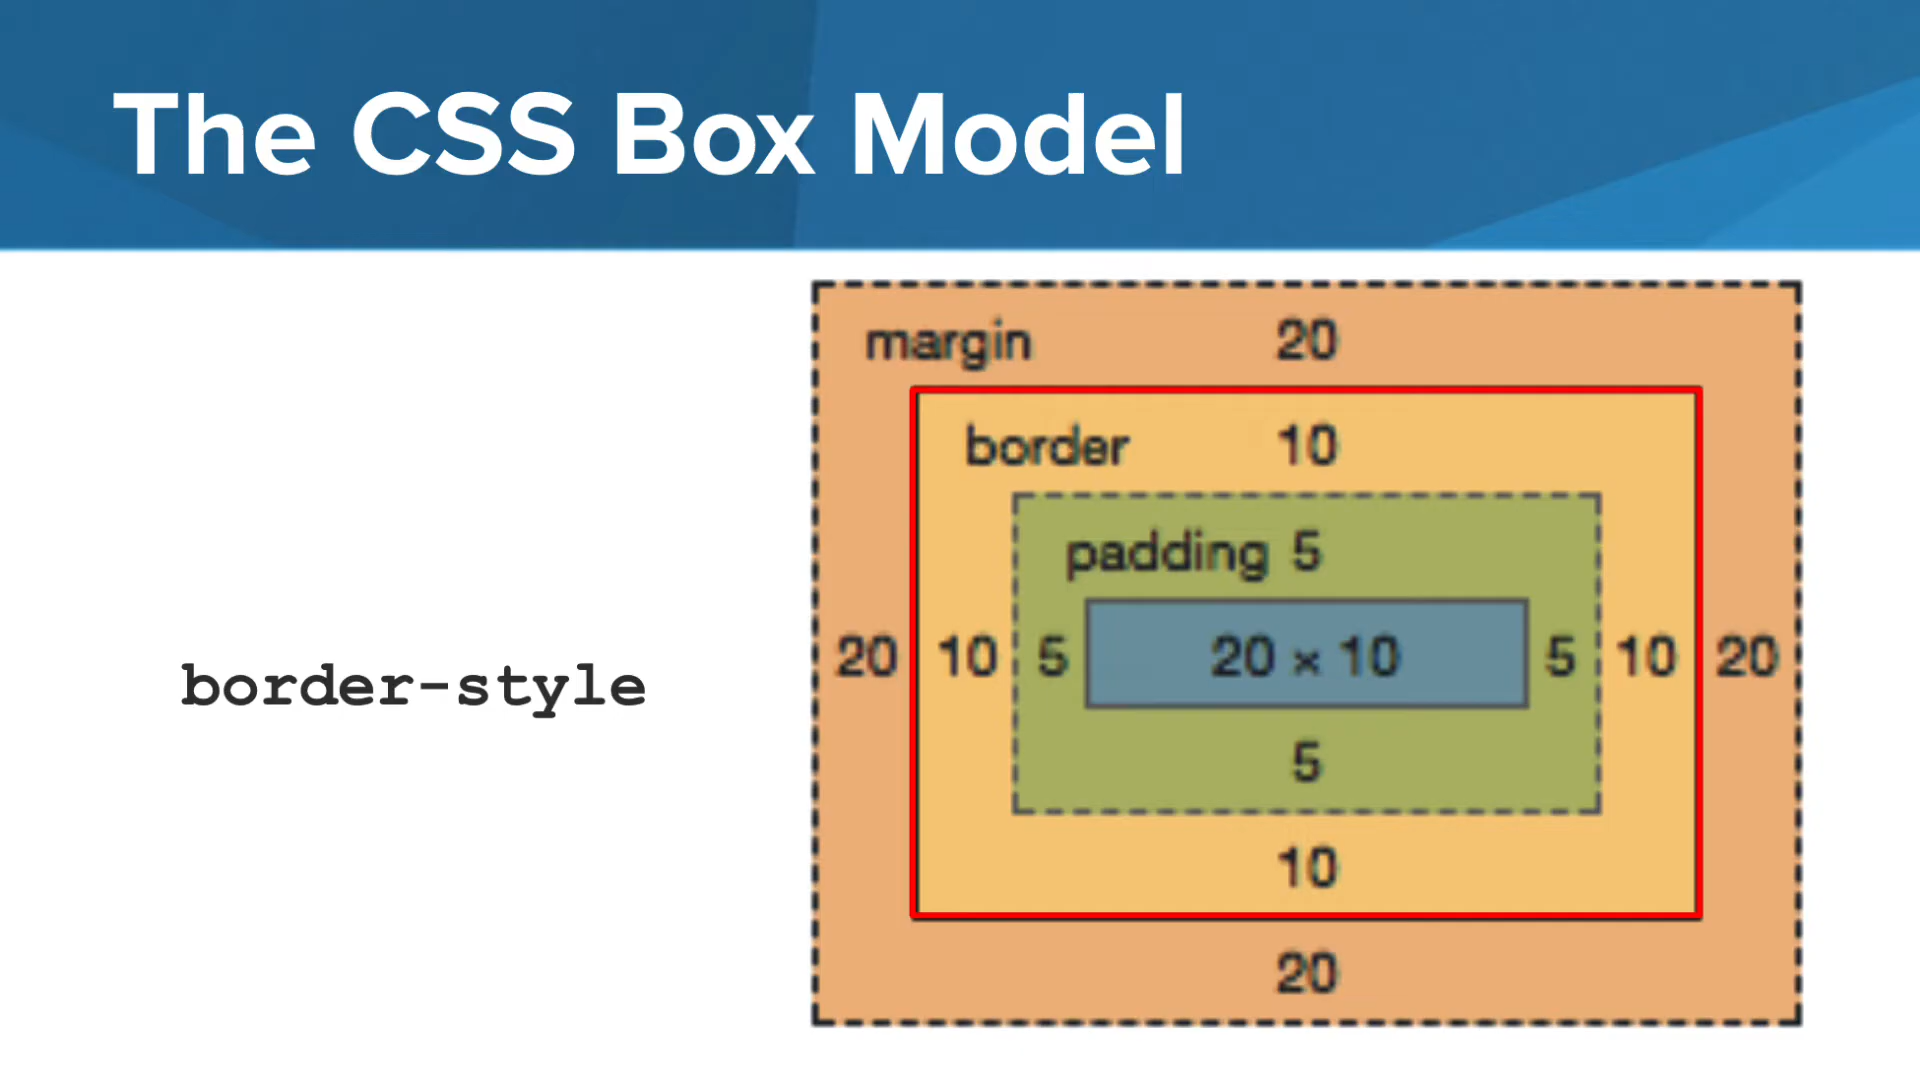 The CSS Box Model
border-style
margin 20
border 10
padding 5
20 10 5 20 × 10 5 10 20
5
10
20